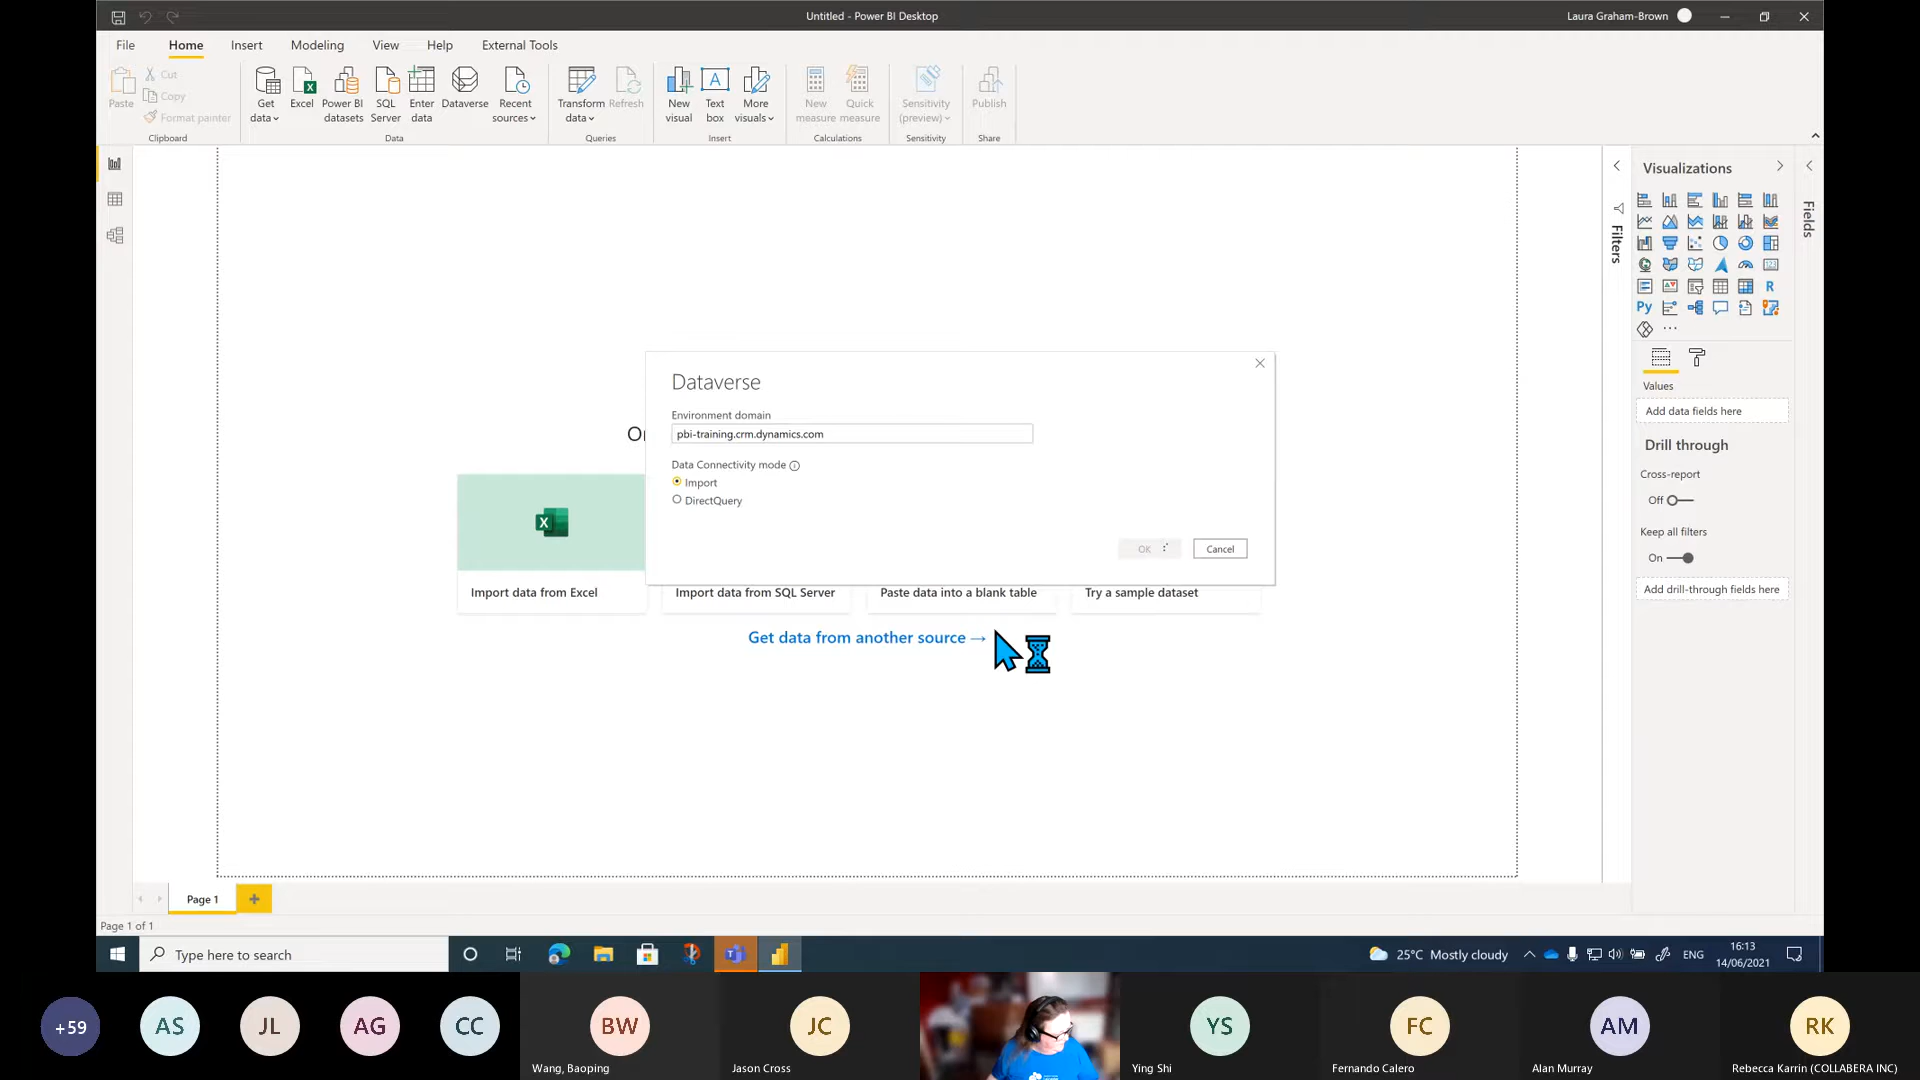 Untitled - Power BI Desktop
Laura Graham-Brown
File Home Insert Modeling View Help External Tools
Paste
Cut
Copy
Format painter
Clipboard
Get data
Excel
Power BI datasets
SQL Server
Enter data
Dataverse
Recent sources
Data
Transform data
Refresh
Queries
New visual
A
Text box
More visuals
Insert
New measure
Quick measure
Calculations
Sensitivity (preview)
Sensitivity
Publish
Share
Visualizations
Filters
Fields
123
R
Py
Values
Add data fields here
Drill through
Cross-report
Off
Keep all filters
On
Add drill-through fields here
Dataverse
Environment domain
pbi-training.crm.dynamics.com
Data Connectivity mode
Import
DirectQuery
OK
Cancel
Import data from Excel
Import data from SQL Server
Paste data into a blank table
Try a sample dataset
Get data from another source →
Page 1
Page 1 of 1
Type here to search
25°C Mostly cloudy
ENG
16:13
14/06/2021
+59
AS
JL
AG
CC
BW
Wang, Baoping
JC
Jason Cross
YS
Ying Shi
FC
Fernando Calero
AM
Alan Murray
RK
Rebecca Karrin (COLLABERA INC)